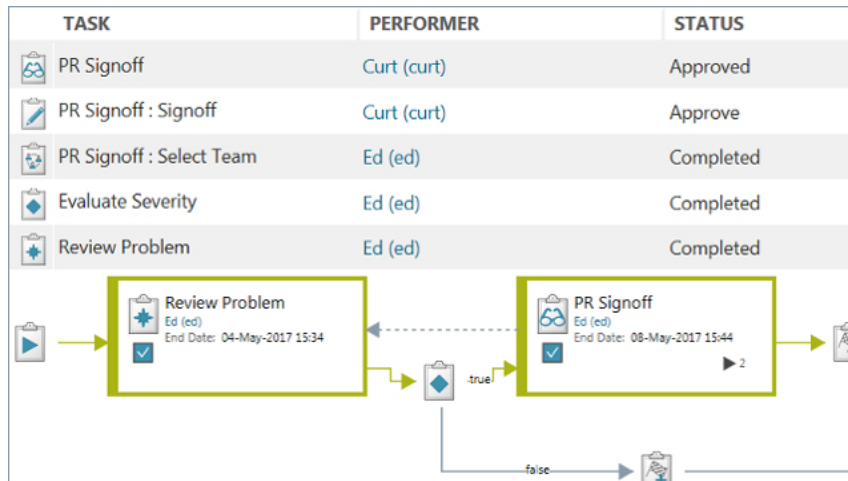 TASK PERFORMER STATUS
PR Signoff Curt (curt) Approved
PR Signoff : Signoff Curt (curt) Approve
PR Signoff : Select Team Ed (ed) Completed
Evaluate Severity Ed (ed) Completed
Review Problem Ed (ed) Completed
Review Problem
Ed (ed)
End Date: 04-May-2017 15:34
PR Signoff
Ed (ed)
End Date: 08-May-2017 15:44
2
true
false